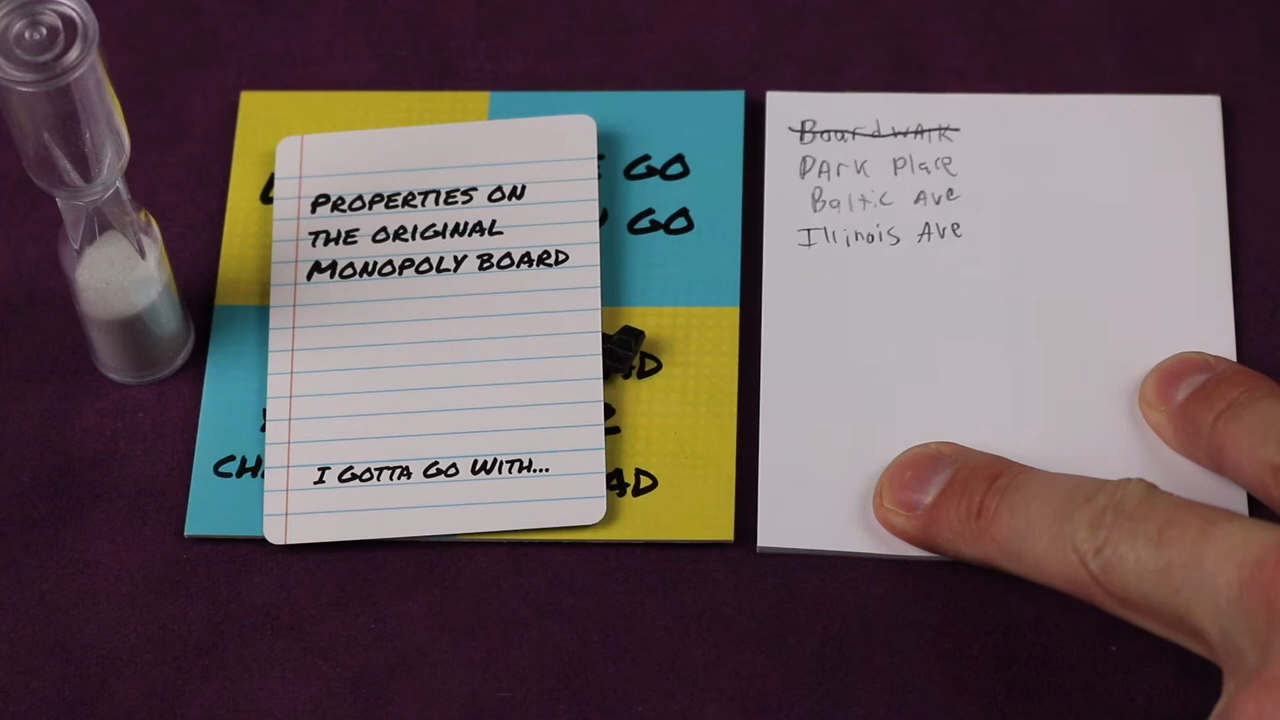 PROPERTIES ON
THE ORIGINAL
MONOPOLY BOARD
I GOTTA GO WITH...
GO
GO
AD
CH
AD
Boardwalk
Park Place
Baltic Ave
Illinois Ave